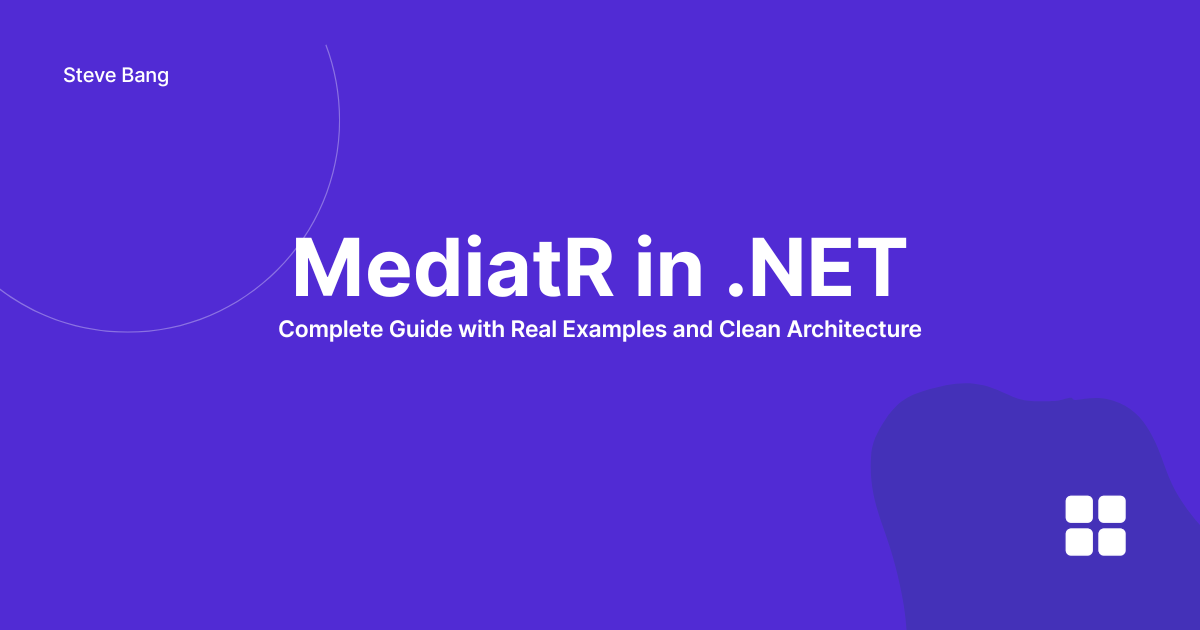 Steve Bang
MediatR in .NET
Complete Guide with Real Examples and Clean Architecture